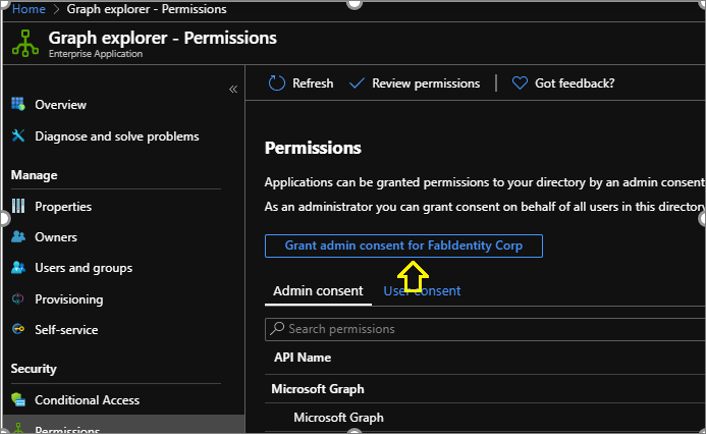 Home > Graph explorer - Permissions
Graph explorer - Permissions
Enterprise Application
«
Overview
Diagnose and solve problems
Manage
Properties
Owners
Users and groups
Provisioning
Self-service
Security
Conditional Access
Permissions
Refresh
Review permissions
Got feedback?
Permissions
Applications can be granted permissions to your directory by an admin consent
As an administrator you can grant consent on behalf of all users in this directory
Grant admin consent for FabIdentity Corp
Admin consent
User consent
Search permissions
API Name
Microsoft Graph
Microsoft Graph